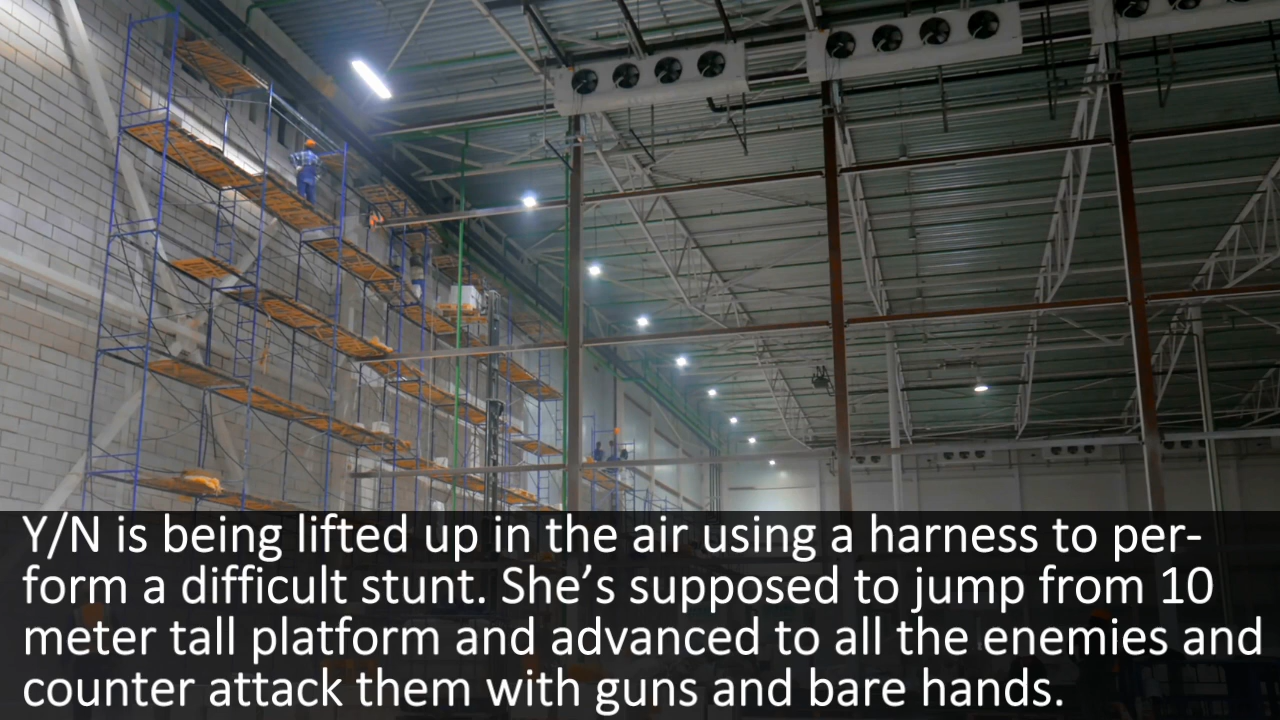 Y/N is being lifted up in the air using a harness to per-
form a difficult stunt. She’s supposed to jump from 10
meter tall platform and advanced to all the enemies and
counter attack them with guns and bare hands.